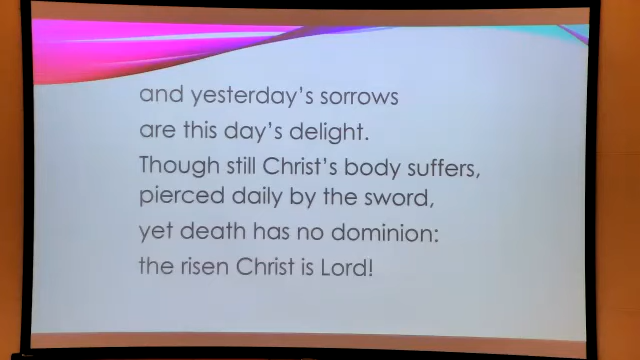 and yesterday's sorrows
are this day's delight.
Though still Christ's body suffers,
pierced daily by the sword,
yet death has no dominion:
the risen Christ is Lord!